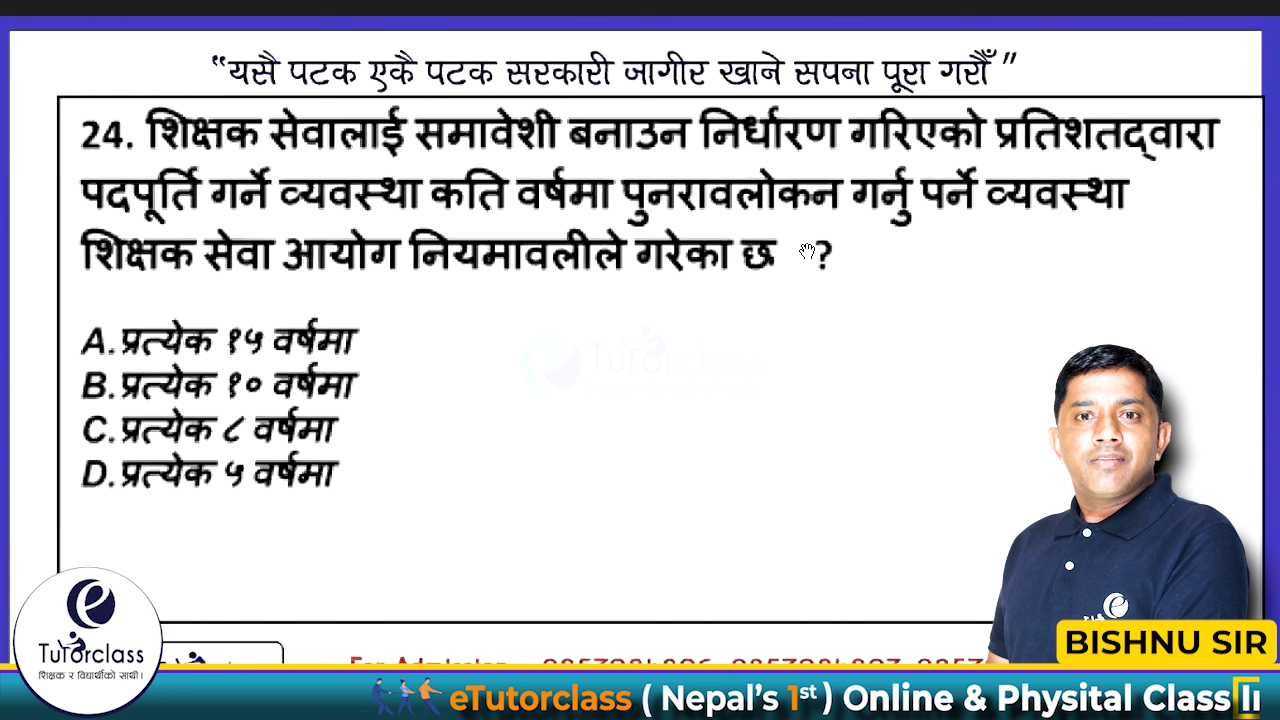 “यसै पटक एकै पटक सरकारी जागीर खाने सपना पूरा गरौँ”
24. शिक्षक सेवालाई समावेशी बनाउन निर्धारण गरिएको प्रतिशतद्वारा
पदपूर्ति गर्ने व्यवस्था कति वर्षमा पुनरावलोकन गर्नु पर्ने व्यवस्था
शिक्षक सेवा आयोग नियमावलीले गरेका छ ?
A.प्रत्येक १५ वर्षमा
B.प्रत्येक १० वर्षमा
C.प्रत्येक ८ वर्षमा
D.प्रत्येक ५ वर्षमा
Tutorclass
BISHNU SIR
Tutorclass
शिक्षक र विद्यार्थीको साथी।
For Admission
eTutorclass ( Nepal's 1st ) Online & Physital Class